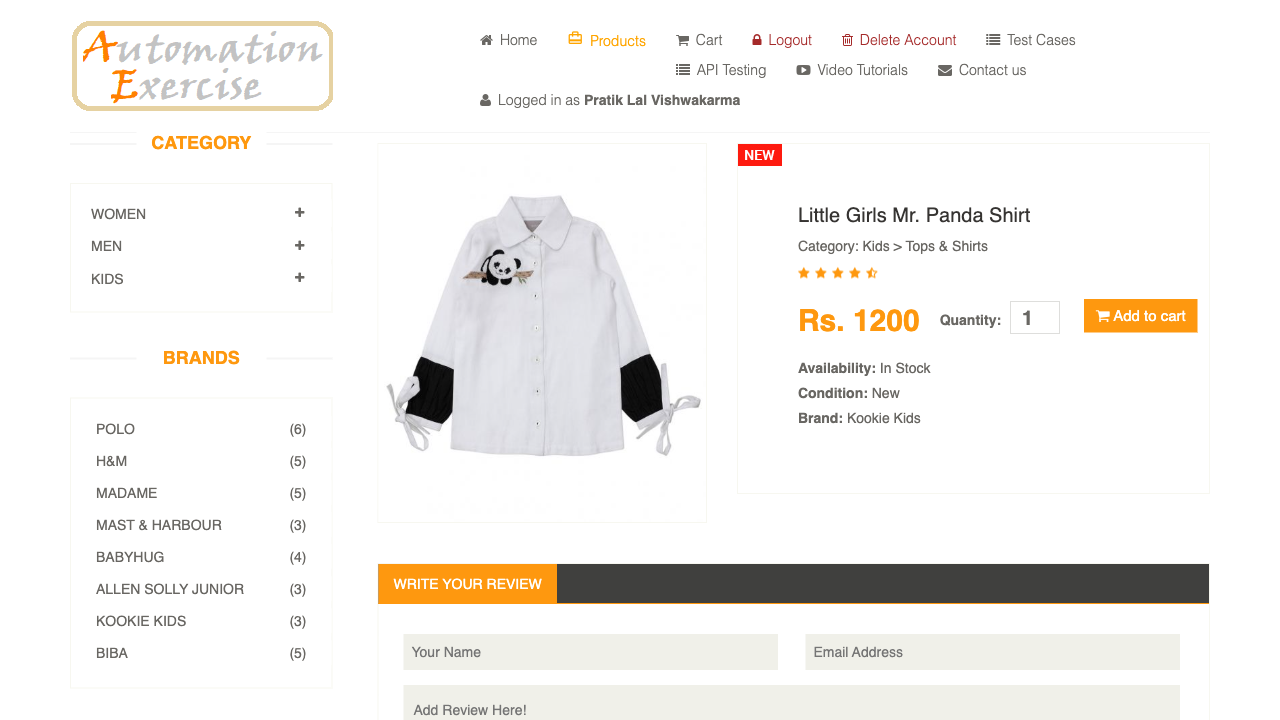 Automation
Exercise
Home
Products
Cart
Logout
Delete Account
Test Cases
API Testing
Video Tutorials
Contact us
Logged in as Pratik Lal Vishwakarma
CATEGORY
WOMEN
MEN
KIDS
BRANDS
POLO (6)
H&M (5)
MADAME (5)
MAST & HARBOUR (3)
BABYHUG (4)
ALLEN SOLLY JUNIOR (3)
KOOKIE KIDS (3)
BIBA (5)
NEW
Little Girls Mr. Panda Shirt
Category: Kids > Tops & Shirts
Rs. 1200 Quantity: 1 Add to cart
Availability: In Stock
Condition: New
Brand: Kookie Kids
WRITE YOUR REVIEW
Your Name
Email Address
Add Review Here!